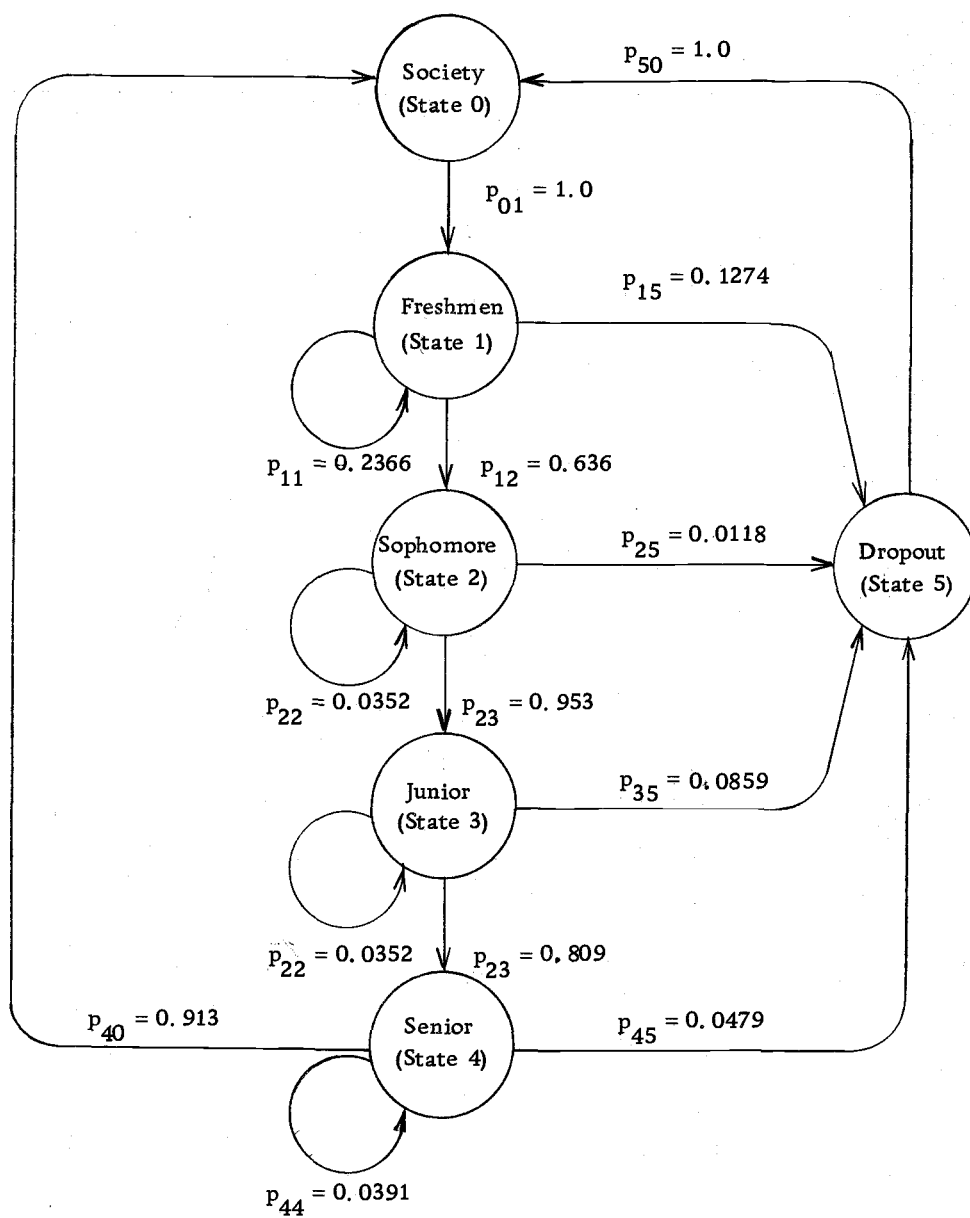 p50 = 1.0
Society
(State 0)
p01 = 1.0
p15 = 0.1274
Freshmen
(State 1)
p11 = 0.2366
p12 = 0.636
p25 = 0.0118
Sophomore
(State 2)
Dropout
(State 5)
p22 = 0.0352
p23 = 0.953
p35 = 0.0859
Junior
(State 3)
p22 = 0.0352
p23 = 0.809
p40 = 0.913
Senior
(State 4)
p45 = 0.0479
p44 = 0.0391